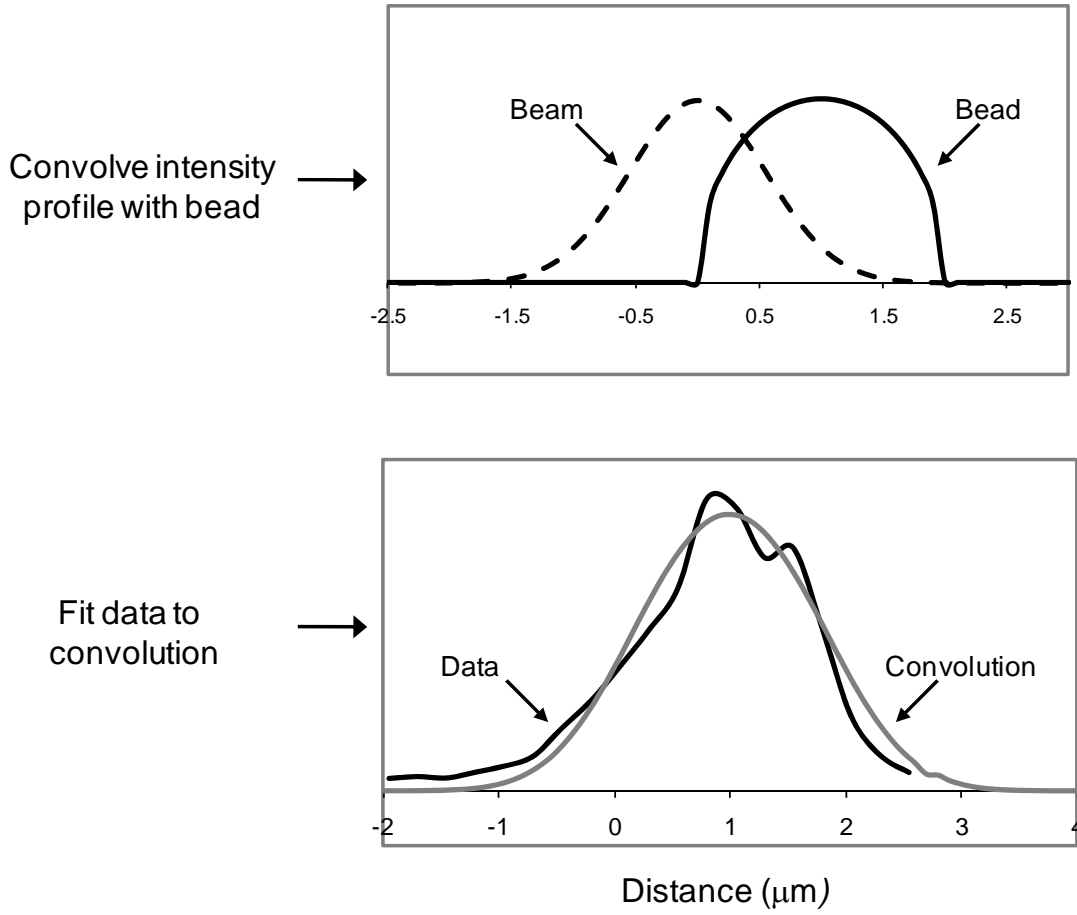 Beam
Bead
Convolve intensity
profile with bead
-2.5
-1.5
-0.5
0.5
1.5
2.5
Fit data to
convolution
Data
Convolution
-2
-1
0
1
2
3
4
Distance (μm)